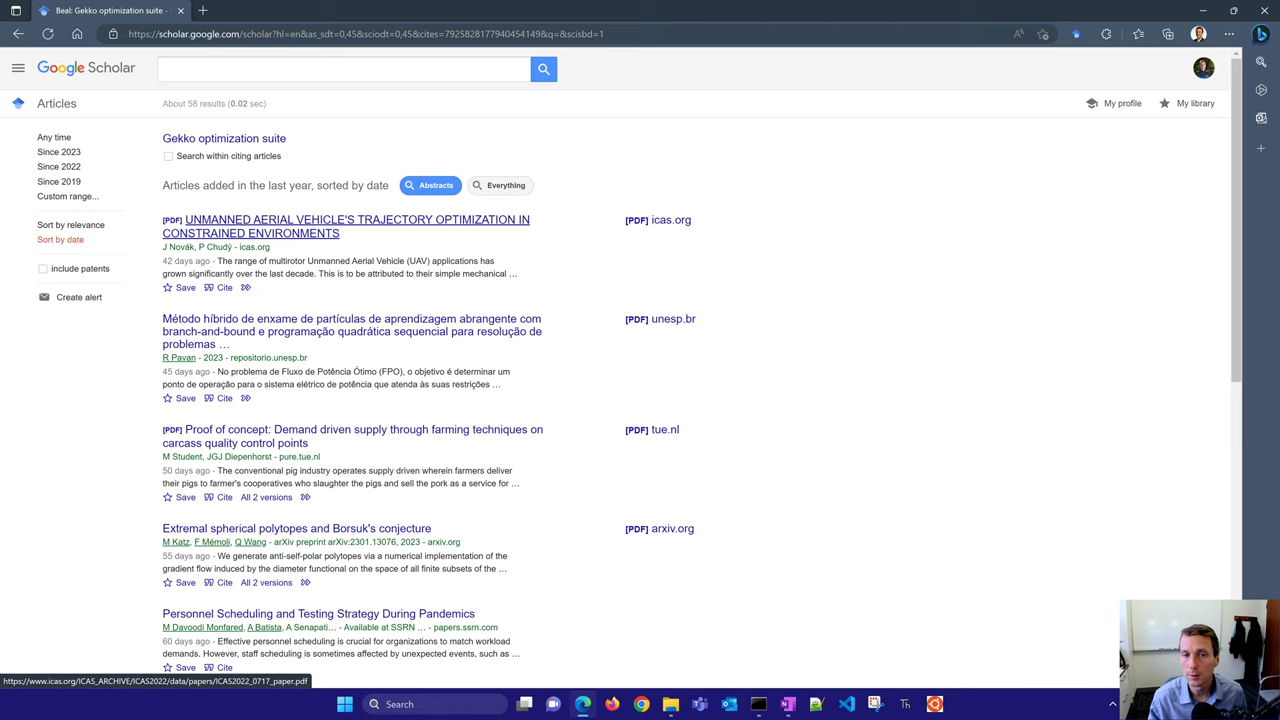 Beal: Gekko optimization suite -
https://scholar.google.com/scholar?hl=en&as_sdt=0,45&sciodt=0,45&cites=7925828177940454149&q=&scisbd=1
Google Scholar
Articles
About 58 results (0.02 sec)
My profile
My library
Any time
Since 2023
Since 2022
Since 2019
Custom range...
Sort by relevance
Sort by date
include patents
Create alert
Gekko optimization suite
Search within citing articles
Articles added in the last year, sorted by date
Abstracts
Everything
[PDF] UNMANNED AERIAL VEHICLE'S TRAJECTORY OPTIMIZATION IN
CONSTRAINED ENVIRONMENTS
J Novák, P Chudý - icas.org
42 days ago - The range of multirotor Unmanned Aerial Vehicle (UAV) applications has
grown significantly over the last decade. This is to be attributed to their simple mechanical …
Save Cite
[PDF] icas.org
Método híbrido de enxame de partículas de aprendizagem abrangente com
branch-and-bound e programação quadrática sequencial para resolução de
problemas …
R Pavan - 2023 - repositorio.unesp.br
45 days ago - No problema de Fluxo de Potência Ótimo (FPO), o objetivo é determinar um
ponto de operação para o sistema elétrico de potência que atenda às suas restrições …
Save Cite
[PDF] unesp.br
[PDF] Proof of concept: Demand driven supply through farming techniques on
carcass quality control points
M Student, JGJ Diepenhorst - pure.tue.nl
50 days ago - The conventional pig industry operates supply driven wherein farmers deliver
their pigs to farmer's cooperatives who slaughter the pigs and sell the pork as a service for …
Save Cite All 2 versions
[PDF] tue.nl
Extremal spherical polytopes and Borsuk's conjecture
M Katz, F Mémoli, Q Wang - arXiv preprint arXiv:2301.13076, 2023 - arxiv.org
55 days ago - We generate anti-self-polar polytopes via a numerical implementation of the
gradient flow induced by the diameter functional on the space of all finite subsets of the …
Save Cite All 2 versions
[PDF] arxiv.org
Personnel Scheduling and Testing Strategy During Pandemics
M Davoodi Monfared, A Batista, A Senapati… - Available at SSRN … - papers.ssrn.com
60 days ago - Effective personnel scheduling is crucial for organizations to match workload
demands. However, staff scheduling is sometimes affected by unexpected events, such as …
Save Cite
https://www.icas.org/ICAS_ARCHIVE/ICAS2022/data/papers/ICAS2022_0717_paper.pdf
Search
Th